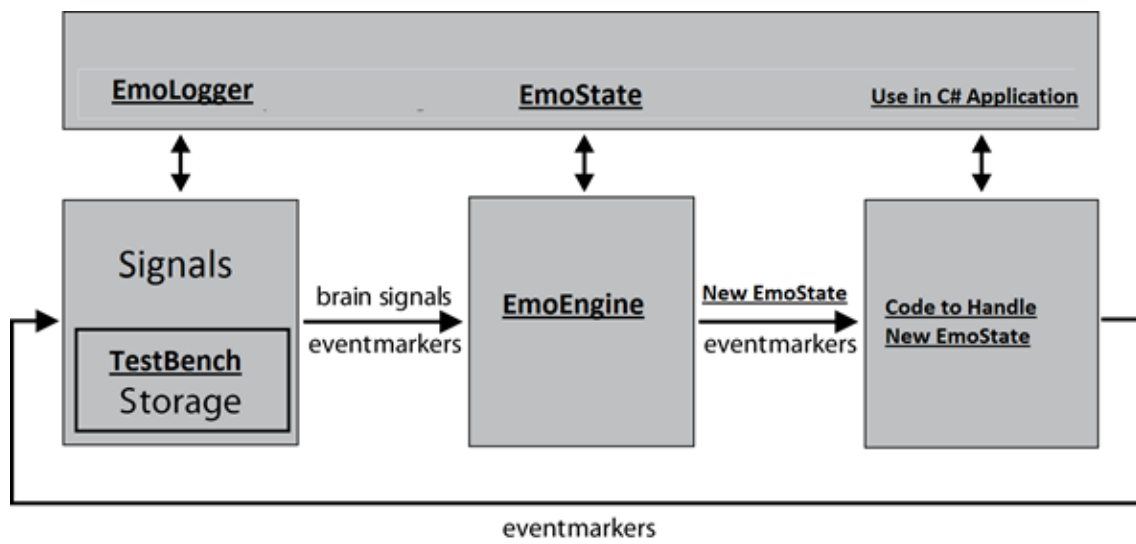 EmoLogger
EmoState
Use in C# Application
Signals
TestBench
Storage
brain signals
eventmarkers
EmoEngine
New EmoState
eventmarkers
Code to Handle
New EmoState
eventmarkers